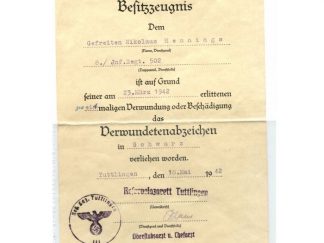 Besitzzeugnis
Dem
Gefreiten Nikolaus Hennings
(Name, Dienstgrad)
8./ Inf.Regt. 502
(Truppenteil, Dienststelle)
ist auf Grund
seiner am 23.März 1942 erlittenen
maligen Verwundung oder Beschädigung
das
Verwundetenabzeichen
in Schwarz
verliehen worden.
Tuttlingen, den 18.Mai 1942
Reservelazarett Tuttlingen
(Unterschrift)
Oberstabsarzt u. Chefarzt
Tuttlingen